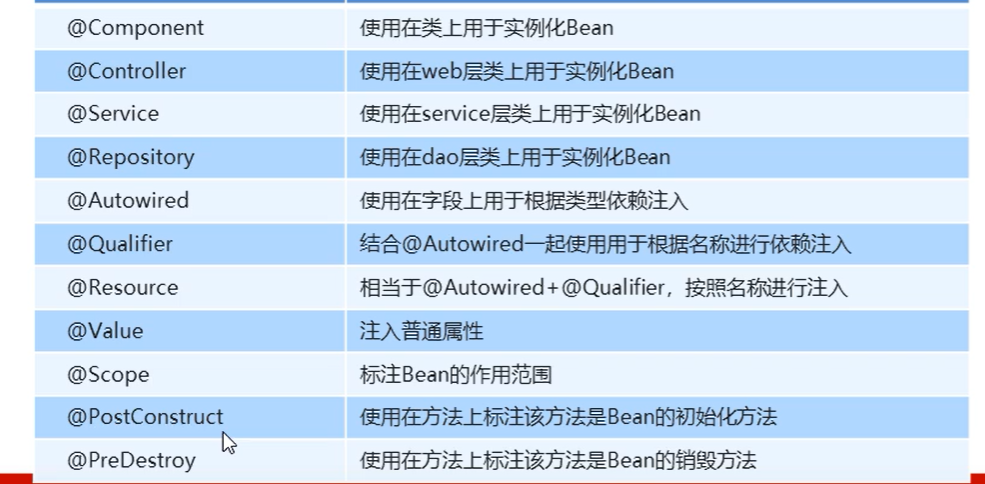 @Component 使用在类上用于实例化Bean
@Controller 使用在web层类上用于实例化Bean
@Service 使用在service层类上用于实例化Bean
@Repository 使用在dao层类上用于实例化Bean
@Autowired 使用在字段上用于根据类型依赖注入
@Qualifier 结合@Autowired一起使用用于根据名称进行依赖注入
@Resource 相当于@Autowired+@Qualifier，按照名称进行注入
@Value 注入普通属性
@Scope 标注Bean的作用范围
@PostConstruct 使用在方法上标注该方法是Bean的初始化方法
@PreDestroy 使用在方法上标注该方法是Bean的销毁方法